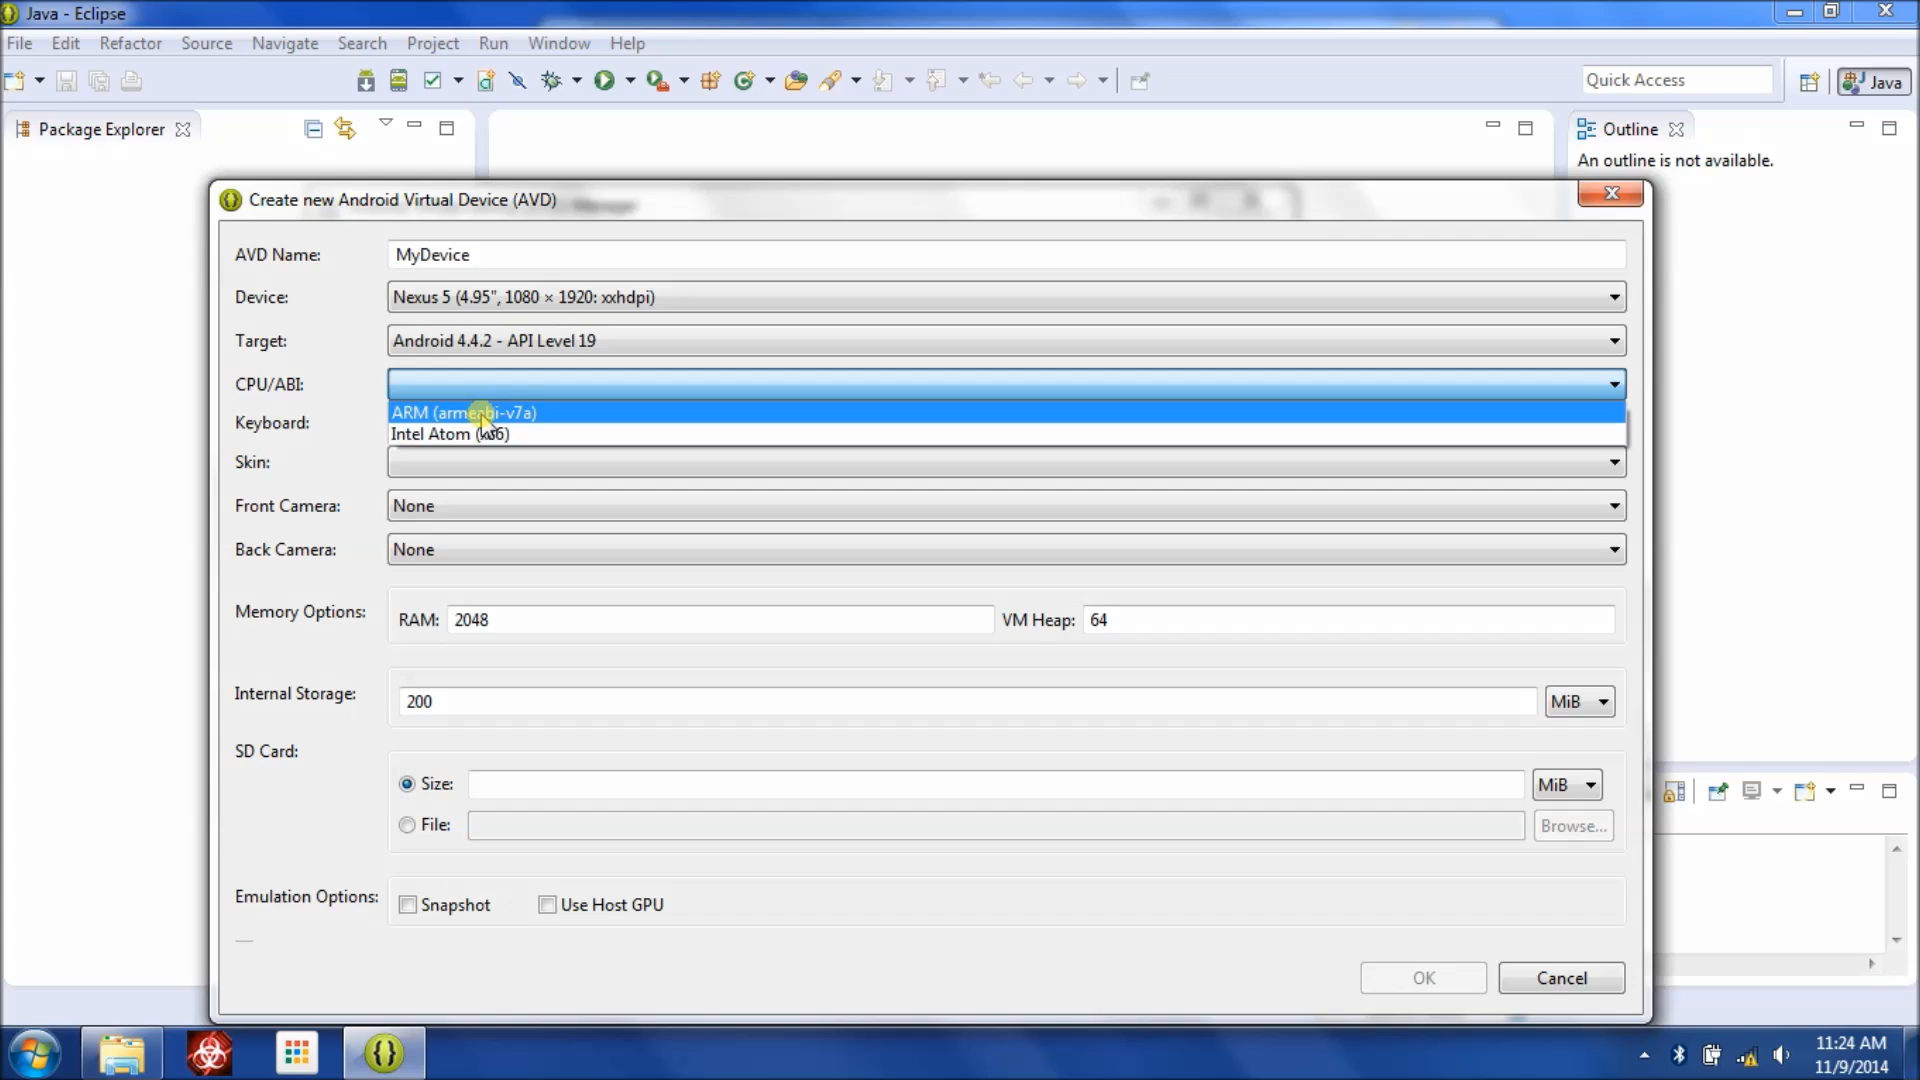 Java - Eclipse
File Edit Refactor Source Navigate Search Project Run Window Help
Quick Access
Java
Package Explorer
Outline
An outline is not available.
Create new Android Virtual Device (AVD)
AVD Name: MyDevice
Device: Nexus 5 (4.95", 1080 × 1920: xxhdpi)
Target: Android 4.4.2 - API Level 19
CPU/ABI:
ARM (armeabi-v7a)
Keyboard:
Intel Atom (x86)
Skin:
Front Camera: None
Back Camera: None
Memory Options: RAM: 2048 VM Heap: 64
Internal Storage: 200 MiB
SD Card:
Size: MiB
File: Browse...
Emulation Options: Snapshot Use Host GPU
OK Cancel
11:24 AM
11/9/2014